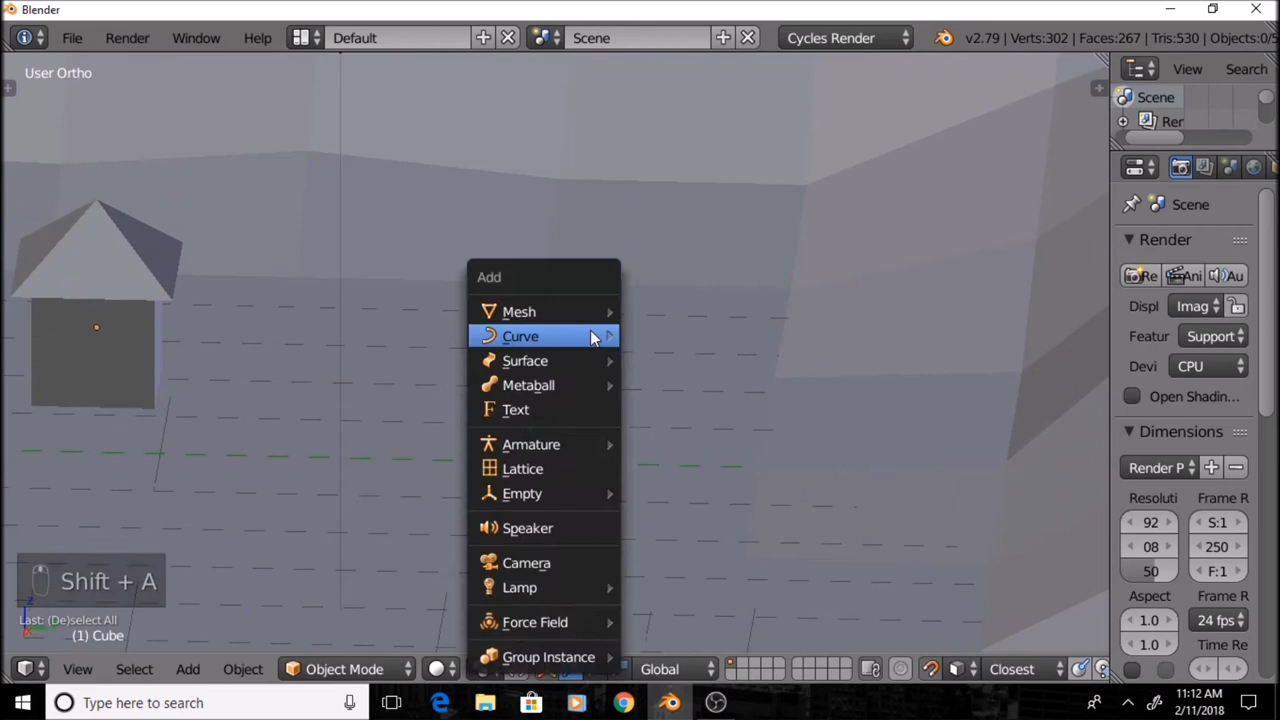 Blender
File Render Window Help Default Scene Cycles Render v2.79 | Verts:302 | Faces:267 | Tris:530 | Objects:0/5
User Ortho
View Search
Scene
Rer
Scene
Add
Mesh
Curve
Surface
Metaball
Text
Armature
Lattice
Empty
Speaker
Camera
Lamp
Force Field
Group Instance
Render
Re Ani Au
Displ Imag
Featur Support
Devi CPU
Open Shadin...
Dimensions
Render P
Resoluti Frame R
92 S:1
08 250
50 F:1
Aspect Frame R
1.0 24 fps
1.0 Time Re
Shift + A
Last: (De)select All
(1) Cube
View Select Add Object Object Mode Global Closest
Type here to search
11:12 AM
2/11/2018